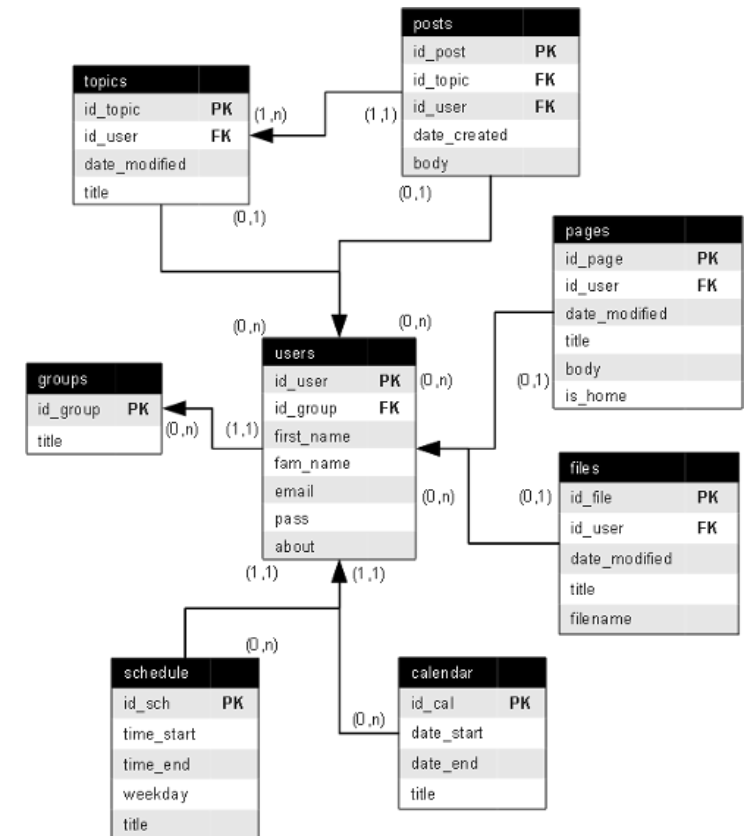 posts
id_post PK
id_topic FK
id_user FK
date_created
body
topics
id_topic PK
id_user FK
date_modified
title
(1,n)
(1,1)
(0,1)
(0,1)
pages
id_page PK
id_user FK
date_modified
title
body
is_home
(0,n)
(0,n)
users
id_user PK
id_group FK
first_name
fam_name
email
pass
about
groups
id_group PK
title
(0,n)
(1,1)
(0,n)
(0,1)
(0,n)
(0,1)
files
id_file PK
id_user FK
date_modified
title
filename
(1,1)
(1,1)
(0,n)
(0,n)
schedule
id_sch PK
time_start
time_end
weekday
title
calendar
id_cal PK
date_start
date_end
title